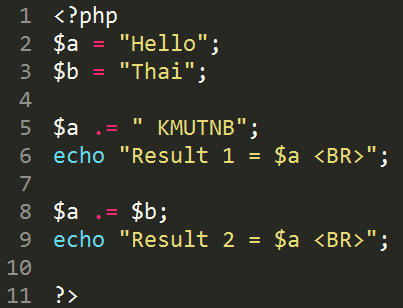 1 <?php
2 $a = "Hello";
3 $b = "Thai";
4
5 $a .= " KMUTNB";
6 echo "Result 1 = $a <BR>";
7
8 $a .= $b;
9 echo "Result 2 = $a <BR>";
10
11 ?>